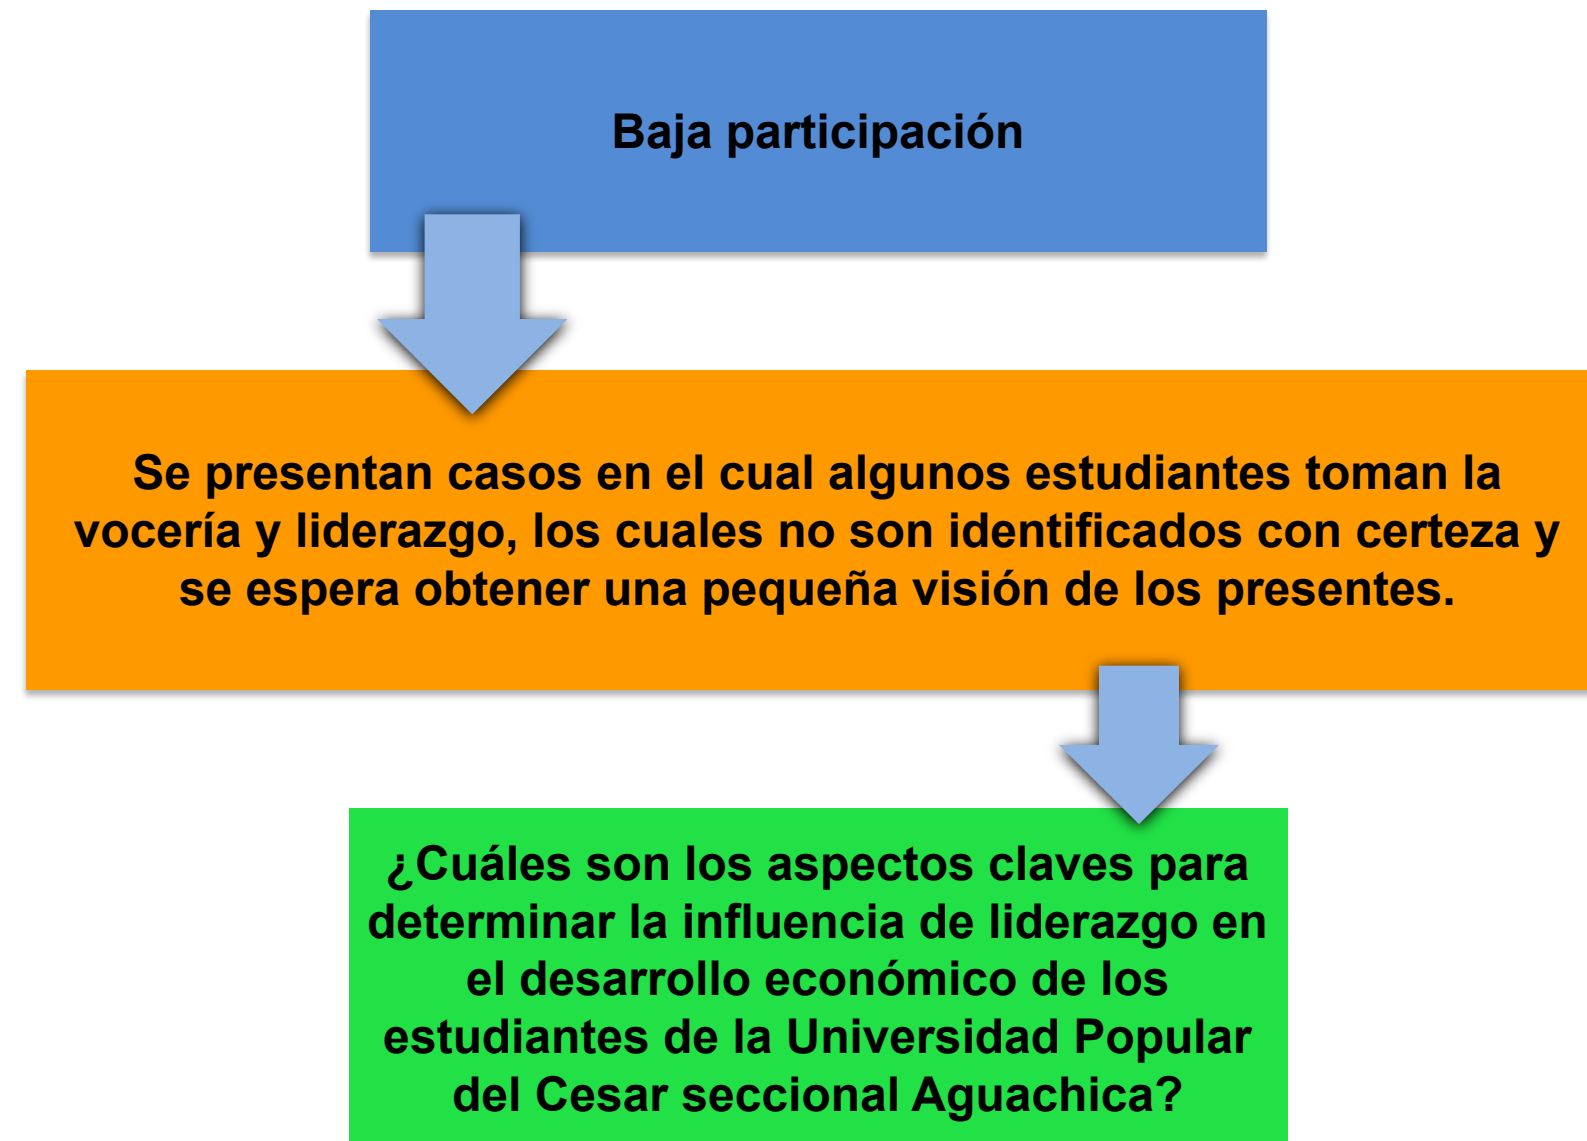 Baja participación
Se presentan casos en el cual algunos estudiantes toman la
vocería y liderazgo, los cuales no son identificados con certeza y
se espera obtener una pequeña visión de los presentes.
¿Cuáles son los aspectos claves para
determinar la influencia de liderazgo en
el desarrollo económico de los
estudiantes de la Universidad Popular
del Cesar seccional Aguachica?